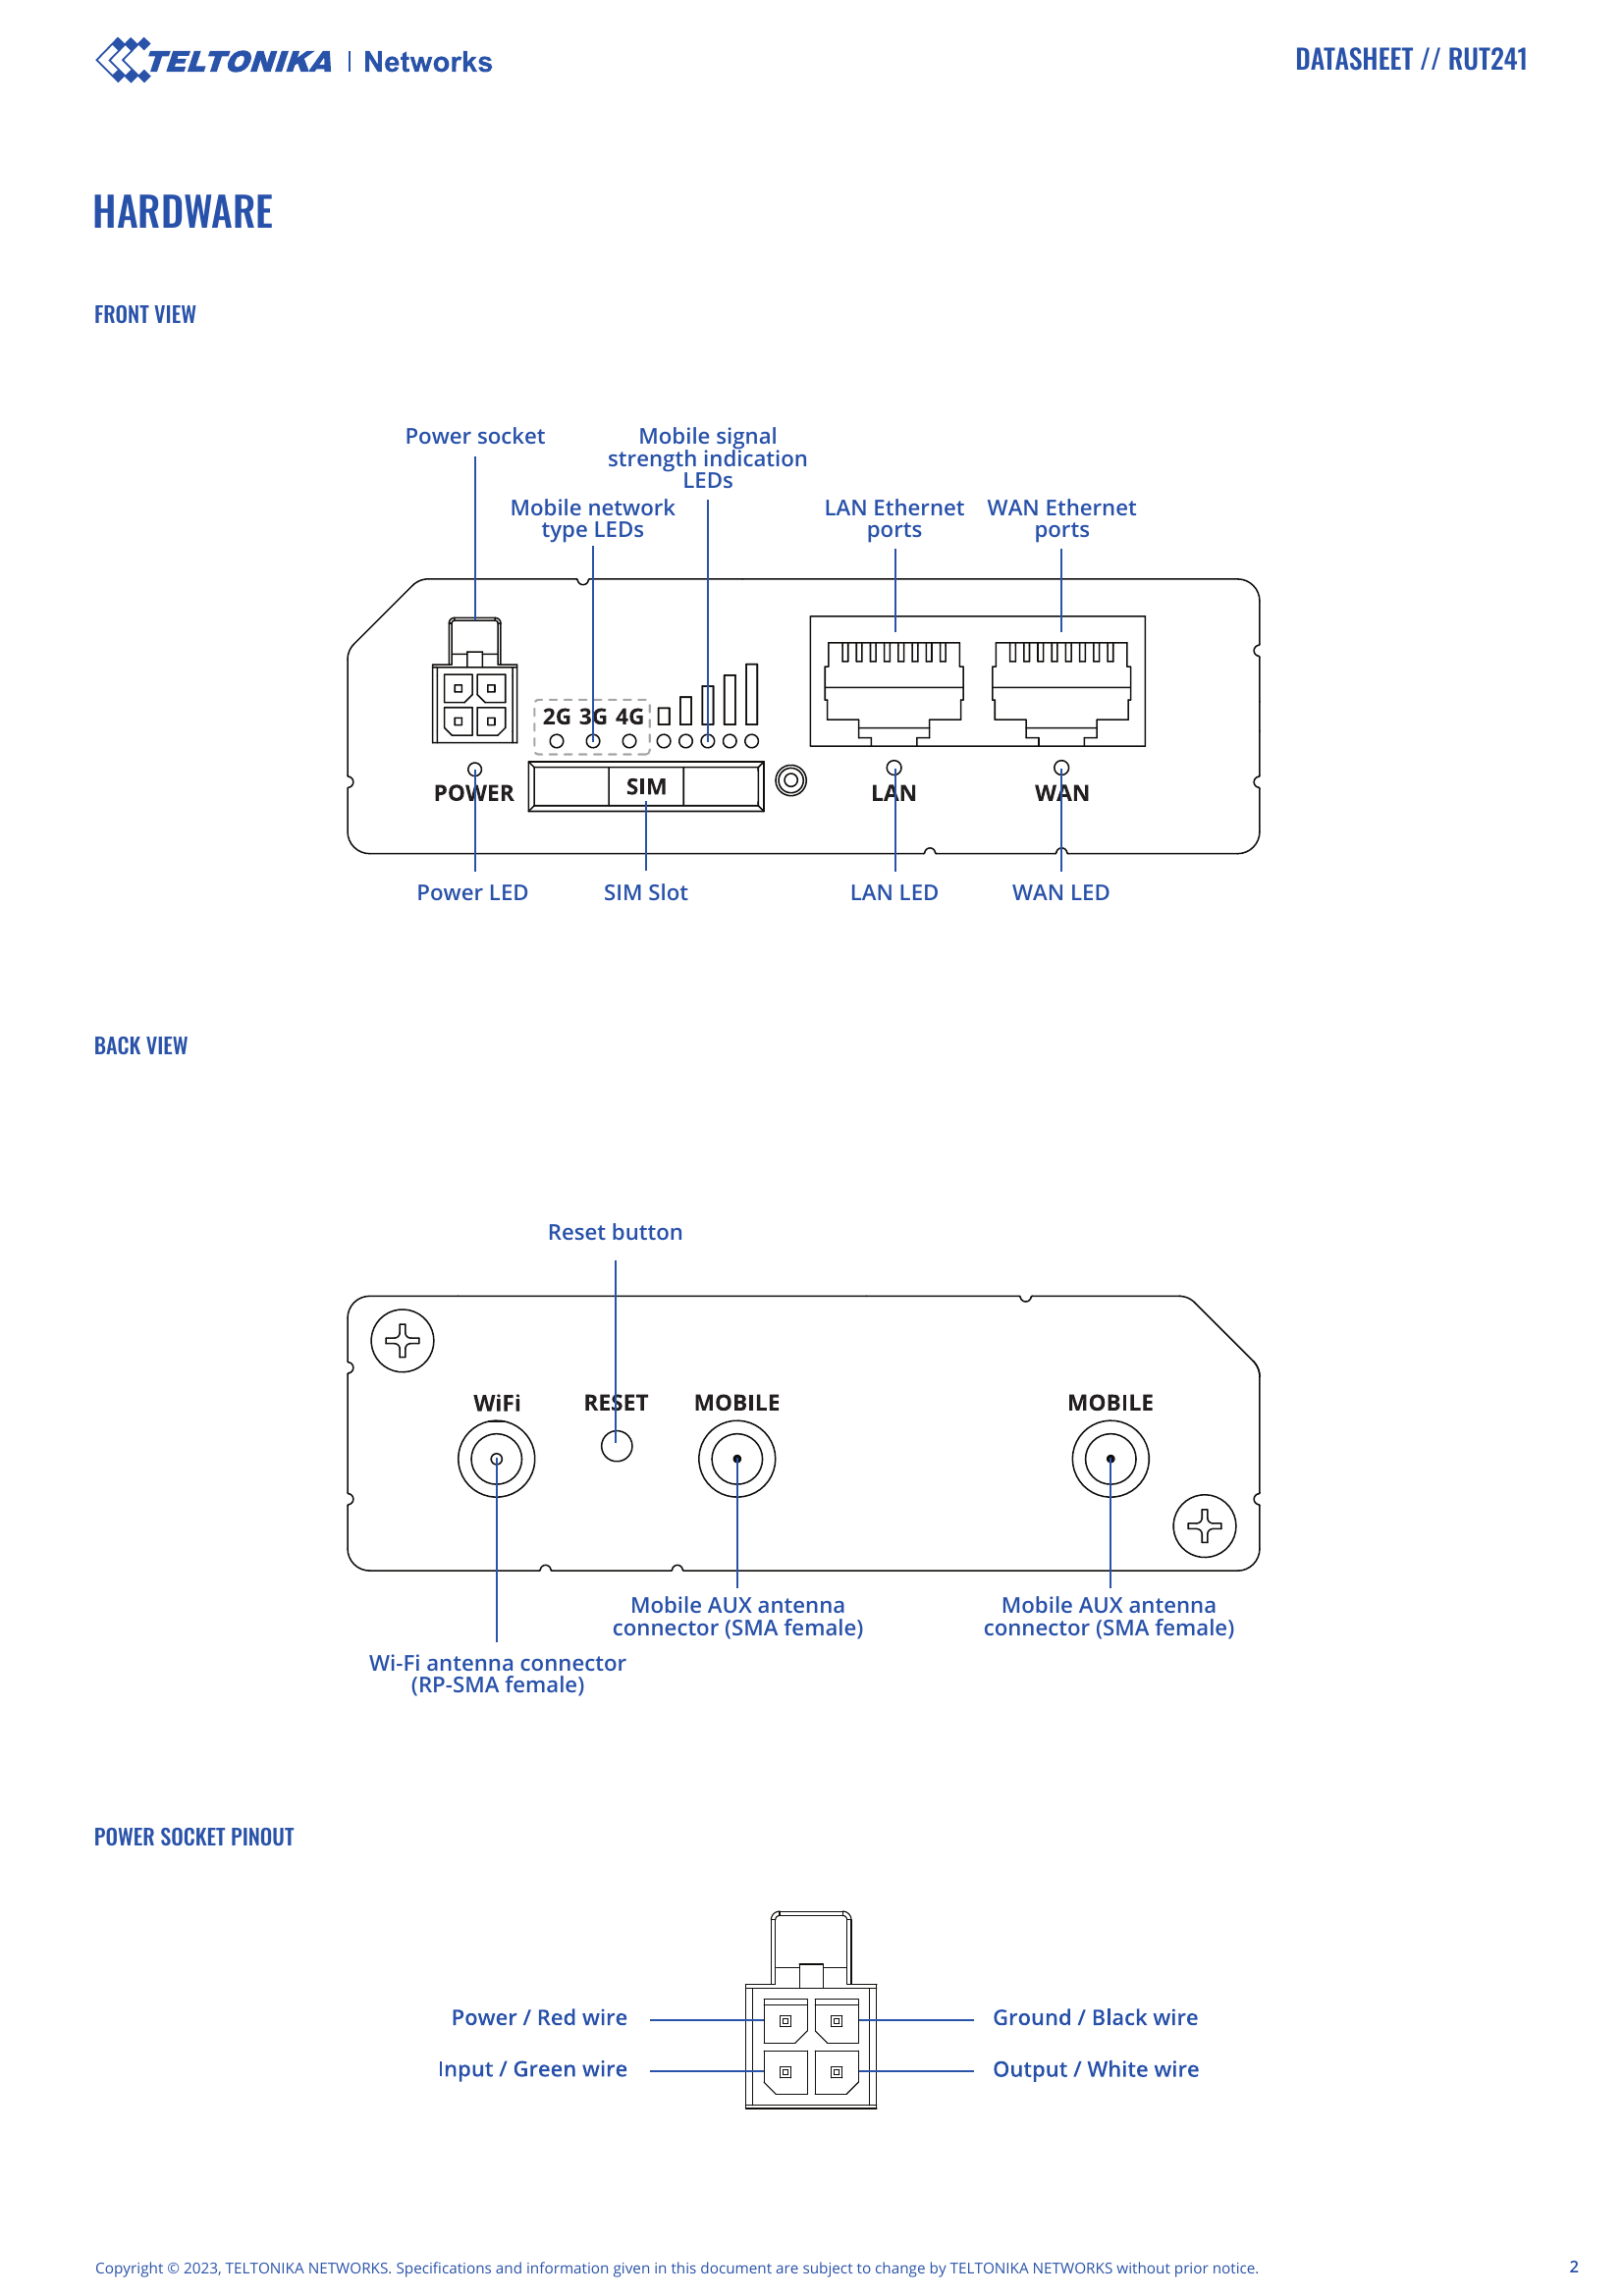 TELTONIKA | Networks
DATASHEET // RUT241
HARDWARE
FRONT VIEW
Power socket
Mobile signal
strength indication
LEDs
Mobile network
type LEDs
LAN Ethernet
ports
WAN Ethernet
ports
2G 3G 4G
POWER
SIM
LAN
WAN
Power LED
SIM Slot
LAN LED
WAN LED
BACK VIEW
Reset button
WiFi
RESET
MOBILE
MOBILE
Mobile AUX antenna
connector (SMA female)
Mobile AUX antenna
connector (SMA female)
Wi-Fi antenna connector
(RP-SMA female)
POWER SOCKET PINOUT
Power / Red wire
Ground / Black wire
Input / Green wire
Output / White wire
Copyright © 2023, TELTONIKA NETWORKS. Specifications and information given in this document are subject to change by TELTONIKA NETWORKS without prior notice.
2